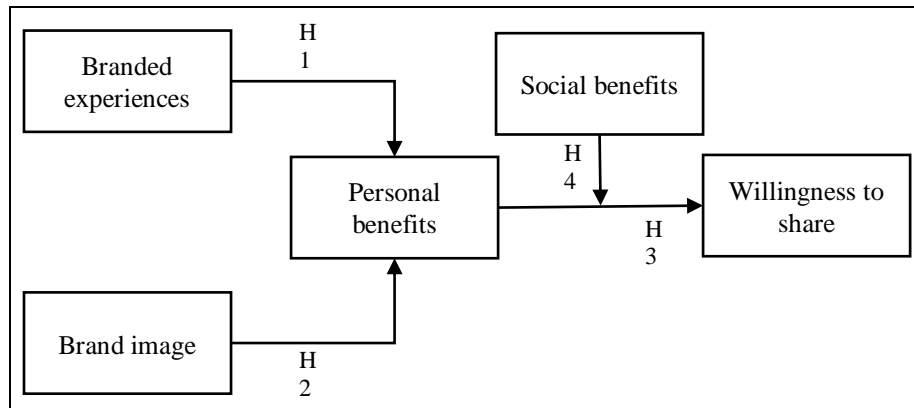 H
1
Branded
experiences
Social benefits
H
4
Personal
benefits
Willingness to
share
H
3
Brand image
H
2